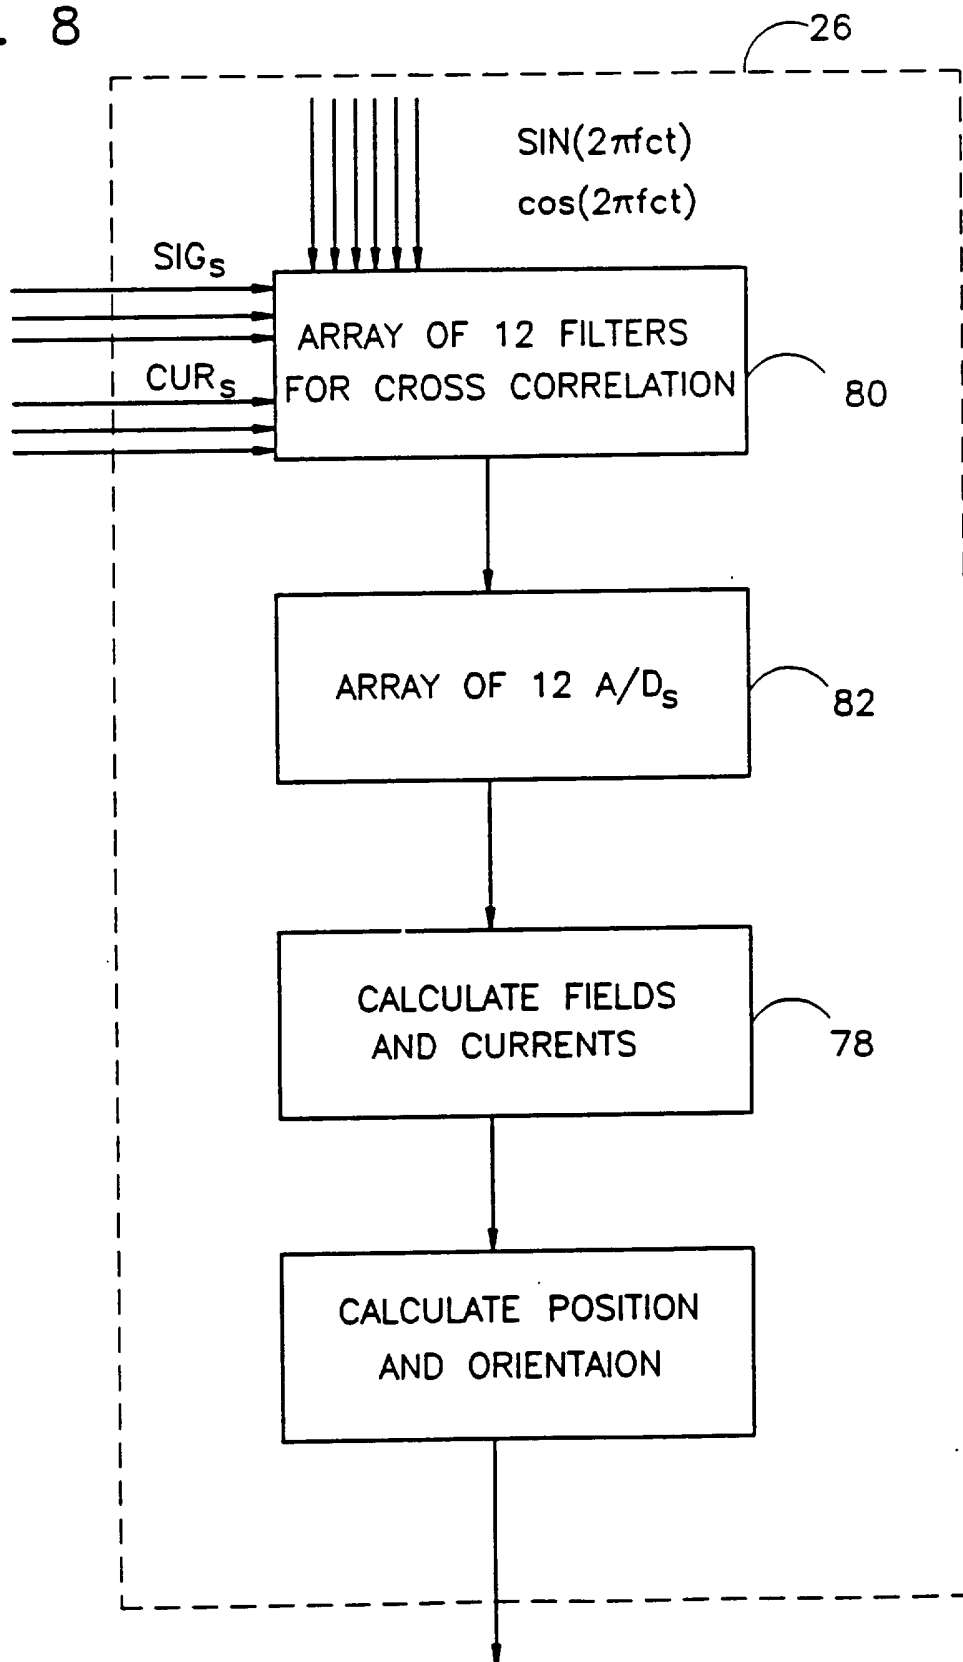 . 8
26
SIN(2πfct)
cos(2πfct)
SIGs
ARRAY OF 12 FILTERS
FOR CROSS CORRELATION
CURs
80
ARRAY OF 12 A/Ds
82
CALCULATE FIELDS
AND CURRENTS
78
CALCULATE POSITION
AND ORIENTAION